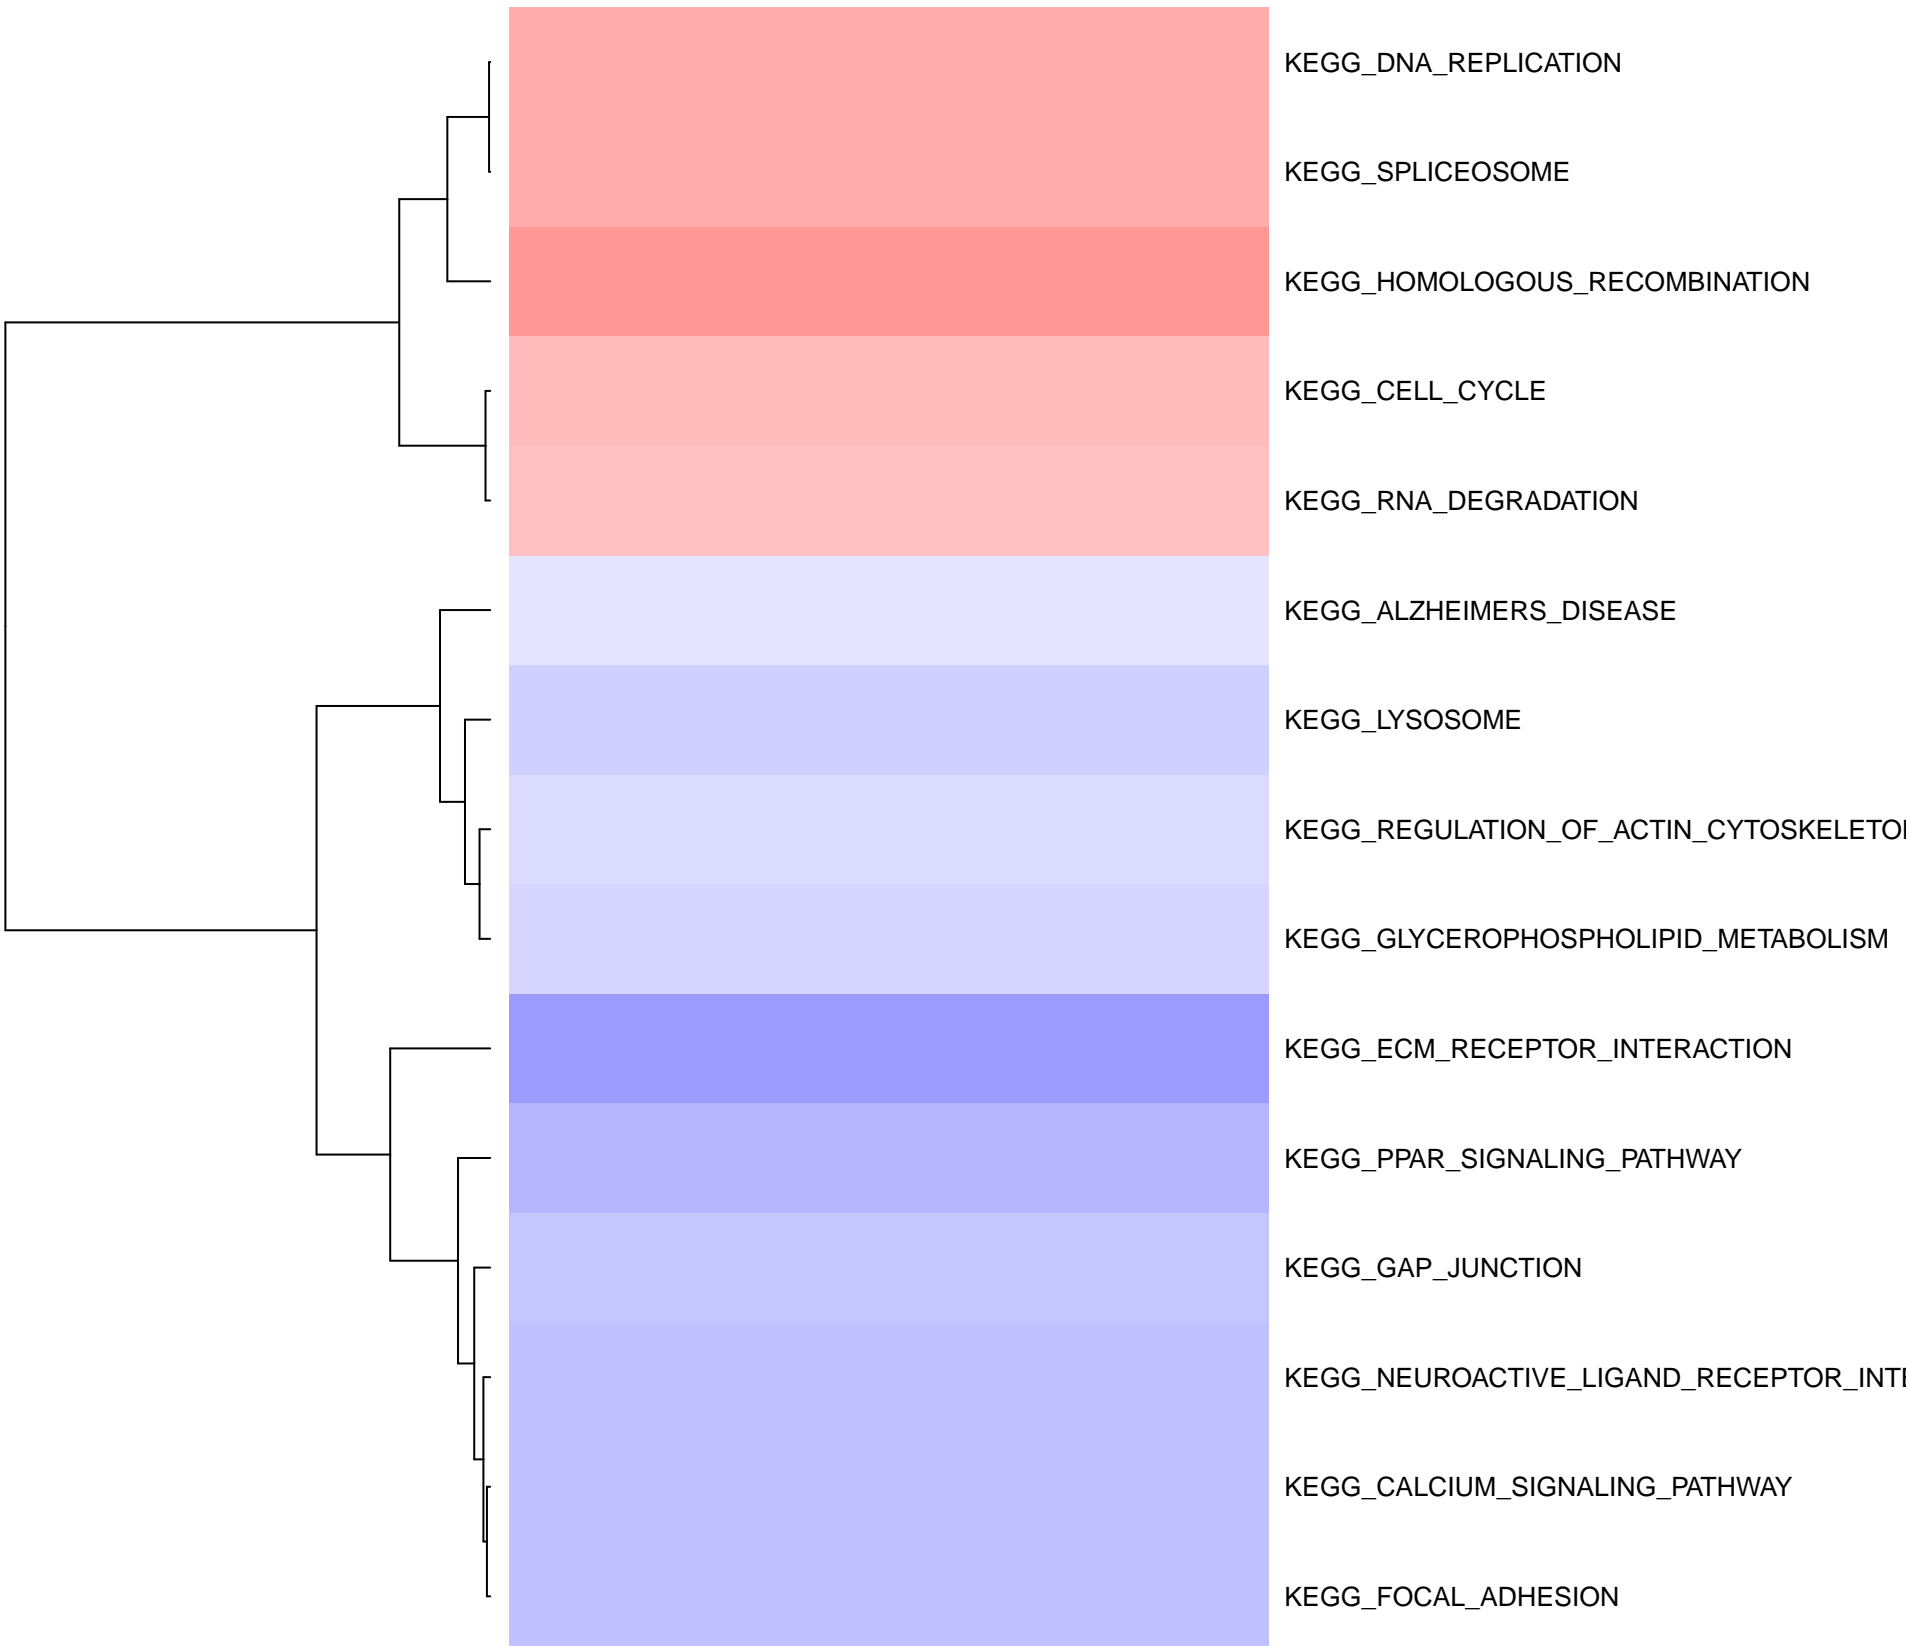 KEGG_DNA_REPLICATION
KEGG_SPLICEOSOME
KEGG_HOMOLOGOUS_RECOMBINATION
KEGG_CELL_CYCLE
KEGG_RNA_DEGRADATION
KEGG_ALZHEIMERS_DISEASE
KEGG_LYSOSOME
KEGG_REGULATION_OF_ACTIN_CYTOSKELETO
KEGG_GLYCEROPHOSPHOLIPID_METABOLISM
KEGG_ECM_RECEPTOR_INTERACTION
KEGG_PPAR_SIGNALING_PATHWAY
KEGG_GAP_JUNCTION
KEGG_NEUROACTIVE_LIGAND_RECEPTOR_INT
KEGG_CALCIUM_SIGNALING_PATHWAY
KEGG_FOCAL_ADHESION